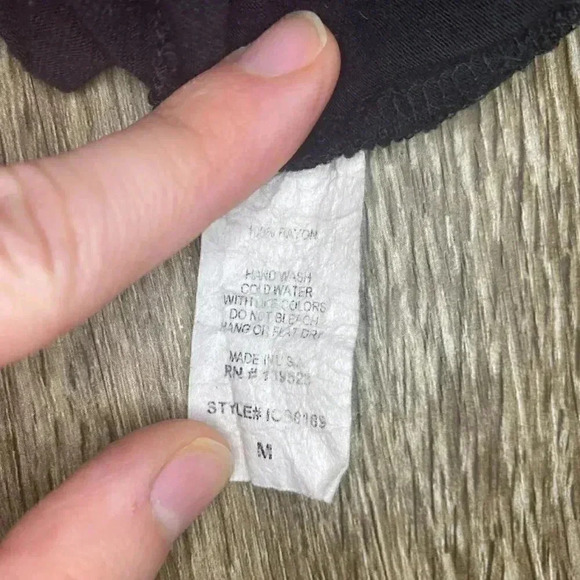 100% RAYON
HAND WASH
COLD WATER
WITH LIKE COLORS
DO NOT BLEACH
HANG OR FLAT DRY
MADE IN U.S.
RN #
STYLE#
M